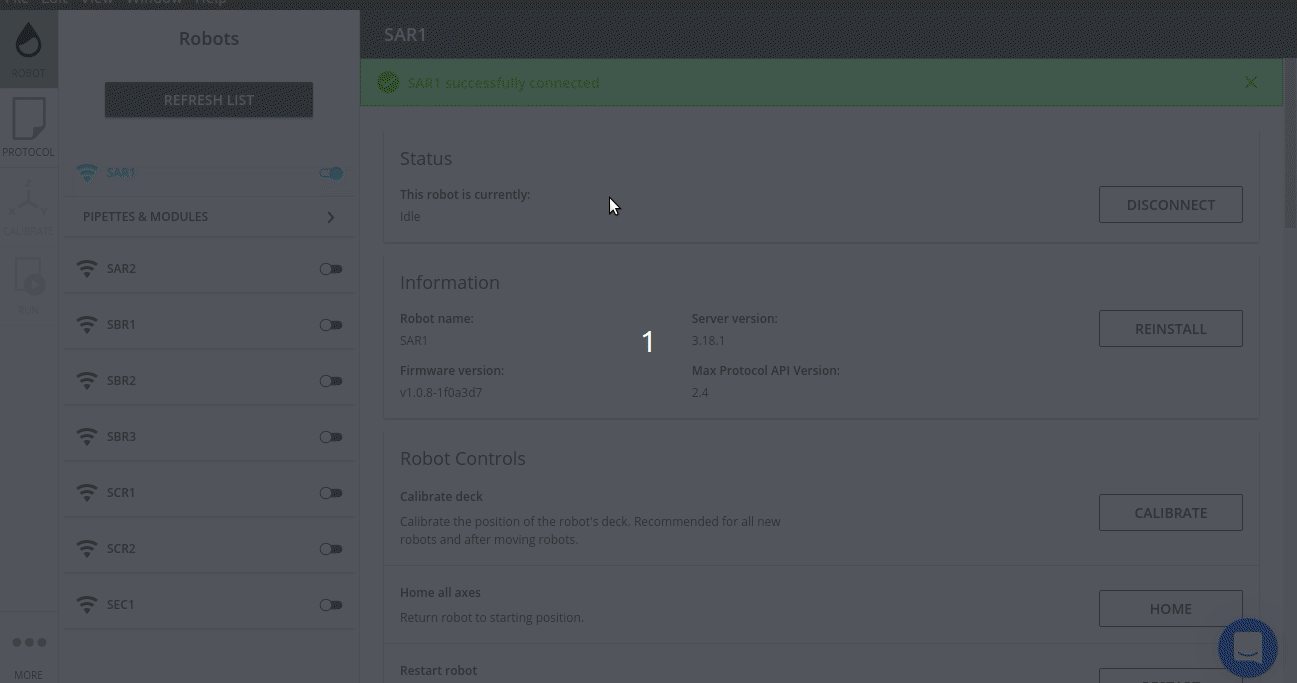 File Edit View Window Help
Robots
SAR1
ROBOT
SAR1 successfully connected
REFRESH LIST
PROTOCOL
Status
SAR1
This robot is currently:
Idle
DISCONNECT
PIPETTES & MODULES
Z
X Y
CALIBRATE
SAR2
Information
RUN
Robot name:
Server version:
SBR1
SAR1
3.18.1
REINSTALL
1
Firmware version:
Max Protocol API Version:
SBR2
v1.0.8-1f0a3d7
2.4
SBR3
Robot Controls
SCR1
Calibrate deck
Calibrate the position of the robot's deck. Recommended for all new
robots and after moving robots.
CALIBRATE
SCR2
Home all axes
Return robot to starting position.
HOME
SEC1
MORE
Restart robot
RESTART